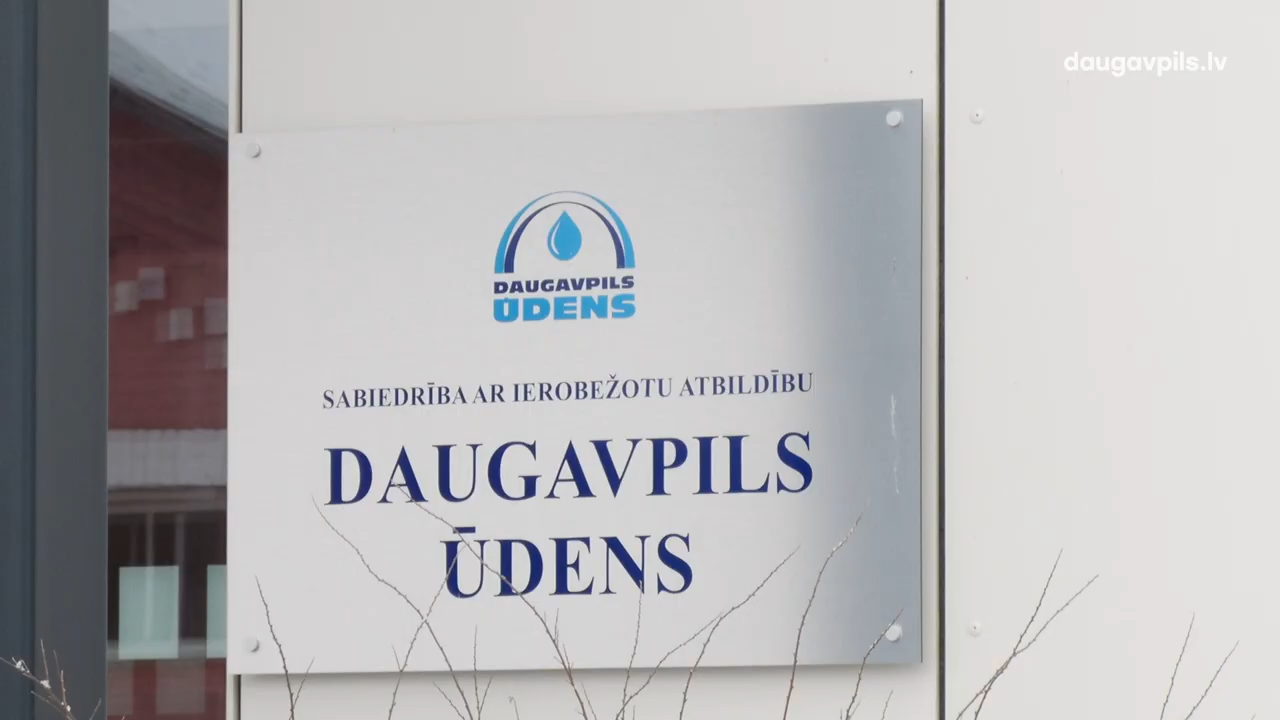 daugavpils.lv
DAUGAVPILS
ŪDENS
SABIEDRĪBA AR IEROBEŽOTU ATBILDĪBU
DAUGAVPILS
ŪDENS